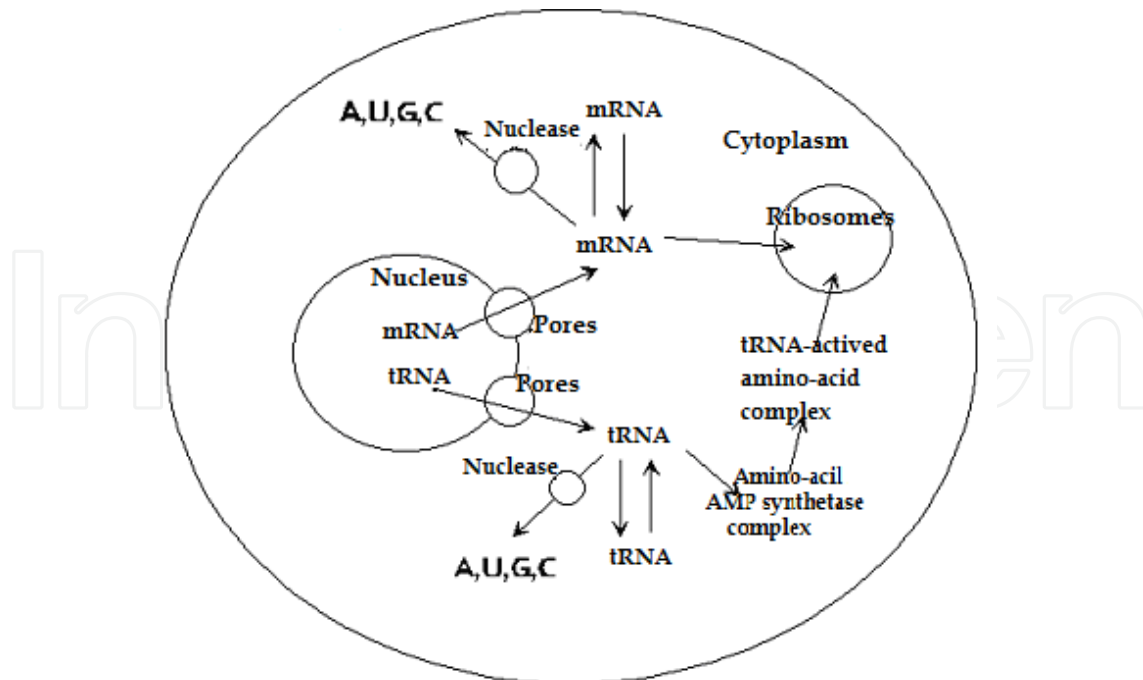 A,U,G,C
Nuclease
mRNA
Cytoplasm
Ribosomes
mRNA
Nucleus
mRNA
.Pores
tRNA
Pores
tRNA-actived
amino-acid
complex
tRNA
Nuclease
Amino-acil
AMP synthetase
complex
tRNA
A,U,G,C